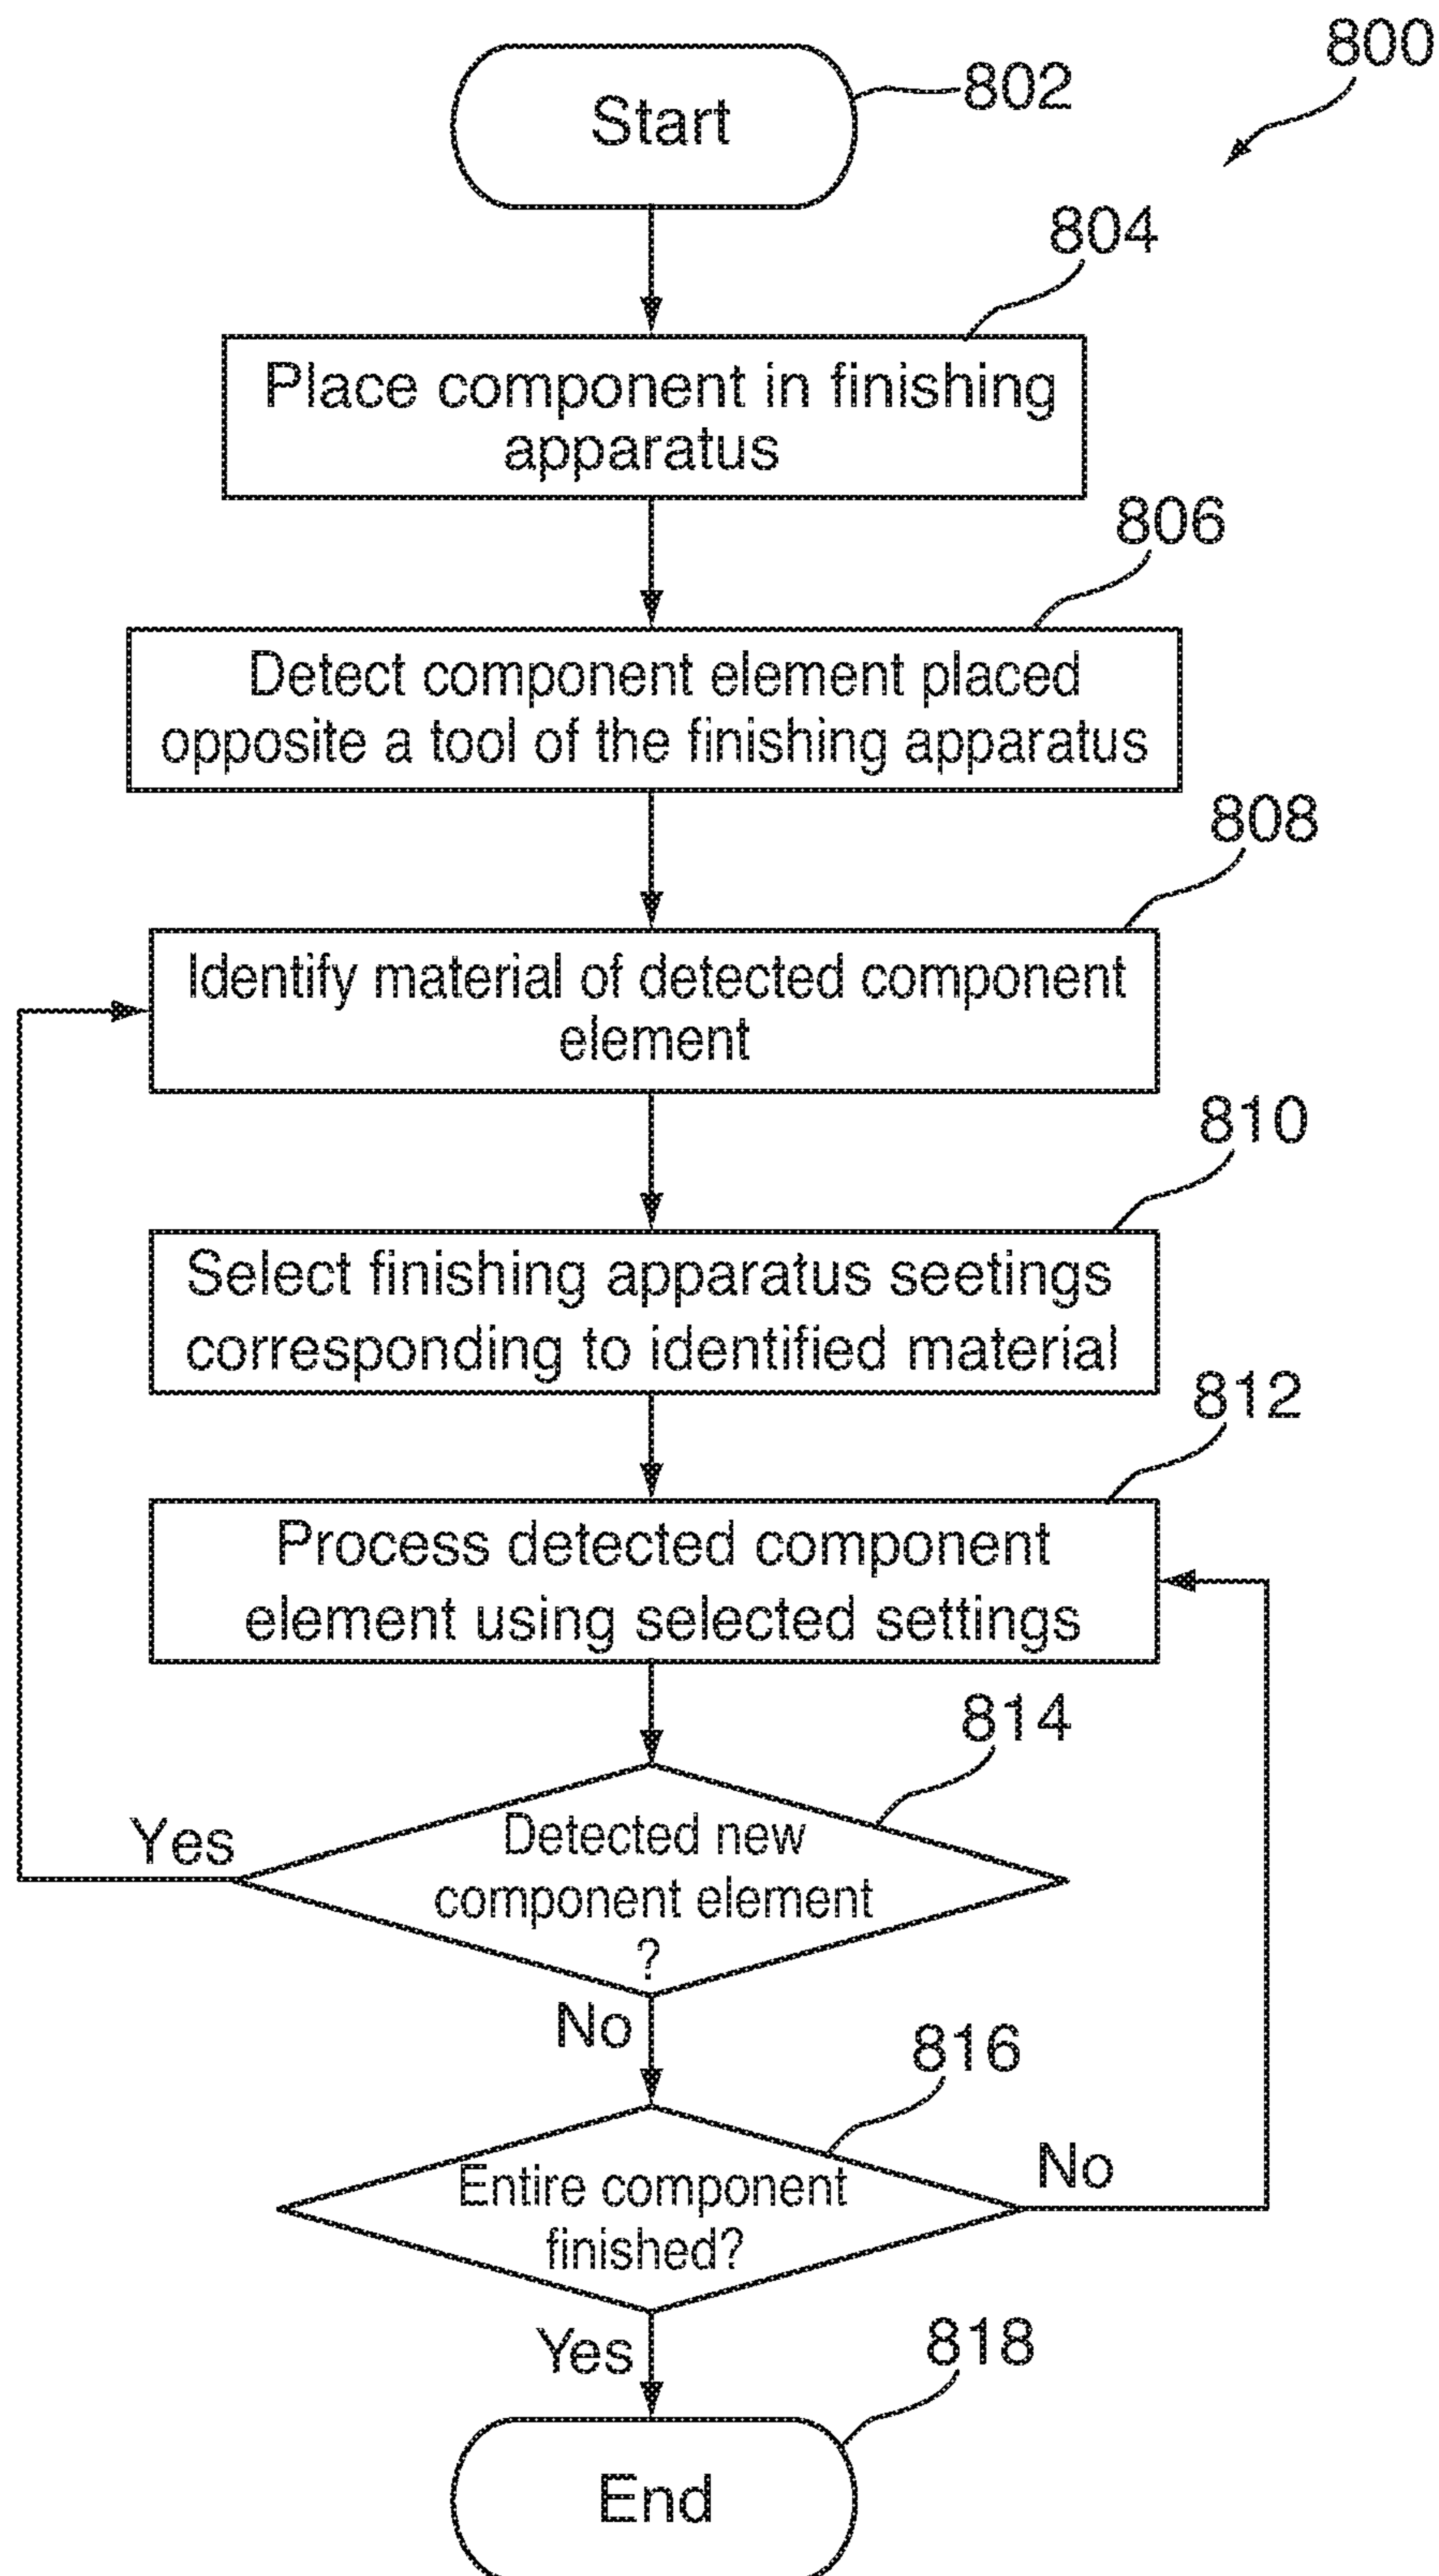 800
Start
802
804
Place component in finishing
apparatus
806
Detect component element placed
opposite a tool of the finishing apparatus
808
Identify material of detected component
element
810
Select finishing apparatus seetings
corresponding to identified material
812
Process detected component
element using selected settings
814
Detected new
component element
?
Yes
No
816
Entire component
finished?
No
Yes
818
End